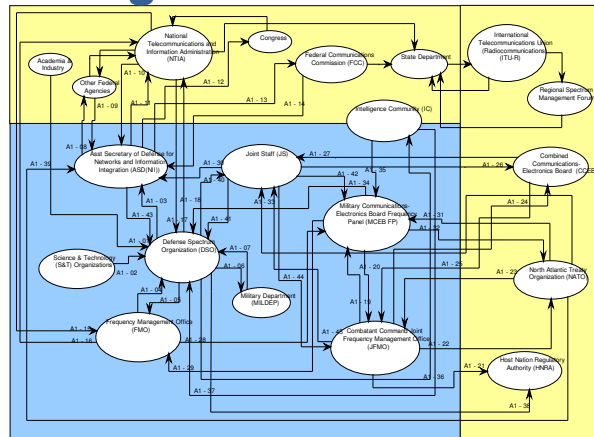 National
Telecommunications and
Information Administration
(NTIA)
Congress
Federal Communications
Commission (FCC)
State Department
International
Telecommunications Union
(Radiocommunications)
(ITU-R)
Regional Spectrum
Management Forum
Academia &
Industry
Other Federal
Agencies
A1 - 10
A1 - 12
A1 - 09
A1 - 11
A1 - 13
A1 - 14
Intelligence Community (IC)
A1 - 08
A1 - 39
Asst Secretary of Defense for
Networks and Information
Integration (ASD(NII))
Joint Staff (JS)
A1 - 27
A1 - 35
A1 - 26
Combined
Communications-
Electronics Board (CCEB
A1 - 42
A1 - 34
A1 - 40
A1 - 03
A1 - 18
A1 - 33
A1 - 24
A1 - 43
A1 - 17
A1 - 41
Military Communications-
Electronics Board Frequency
Panel (MCEB FP)
A1 - 31
A1 - 32
Defense Spectrum
Organization (DSO)
A1 - 07
A1 - 06
Science & Technology
(S&T) Organizations
A1 - 02
A1 - 20
A1 - 25
A1 - 23
A1 - 44
North Atlantic Treaty
Organization (NATO)
A1 - 04
A1 - 05
Military Department
(MILDEP)
A1 - 19
Frequency Management Office
(FMO)
A1 - 16
A1 - 28
Combatant Command Joint
Frequency Management Office
(JFMO)
A1 - 22
A1 - 29
A1 - 36
A1 - 21
Host Nation Regulatory
Authority (HNRA)
A1 - 37
A1 - 38